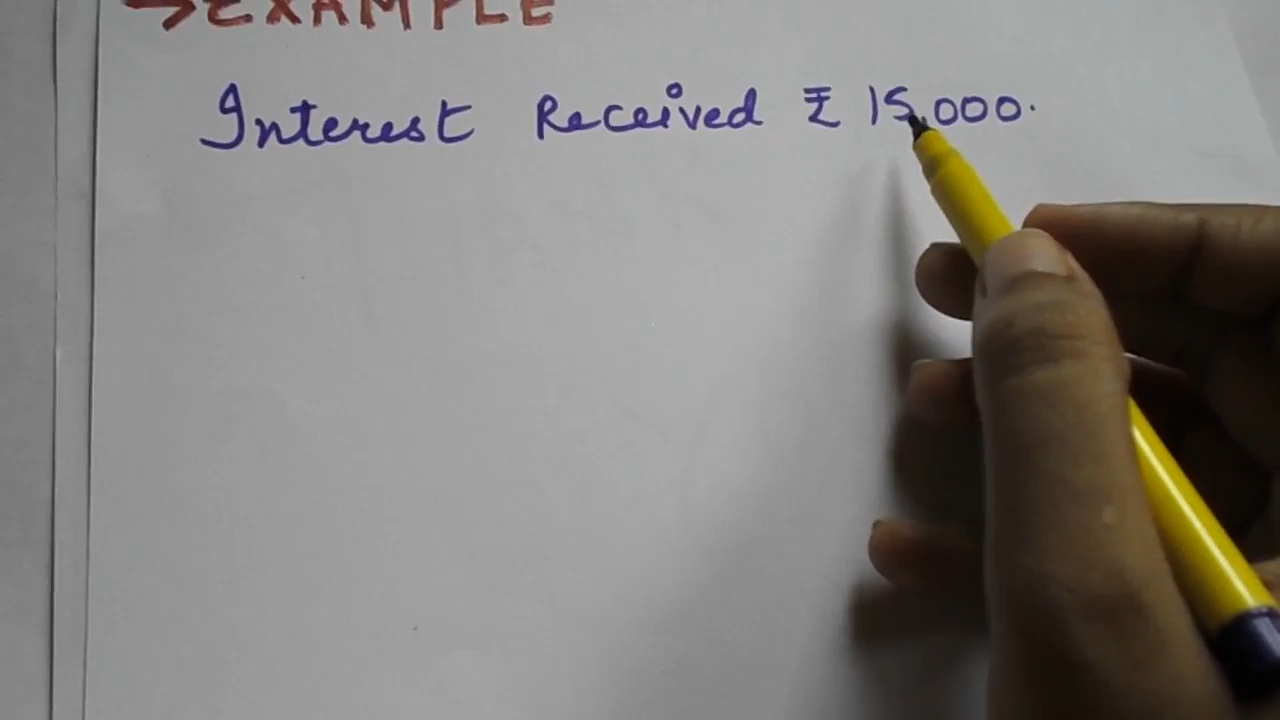 → EXAMPLE
Interest Received ₹ 15,000.